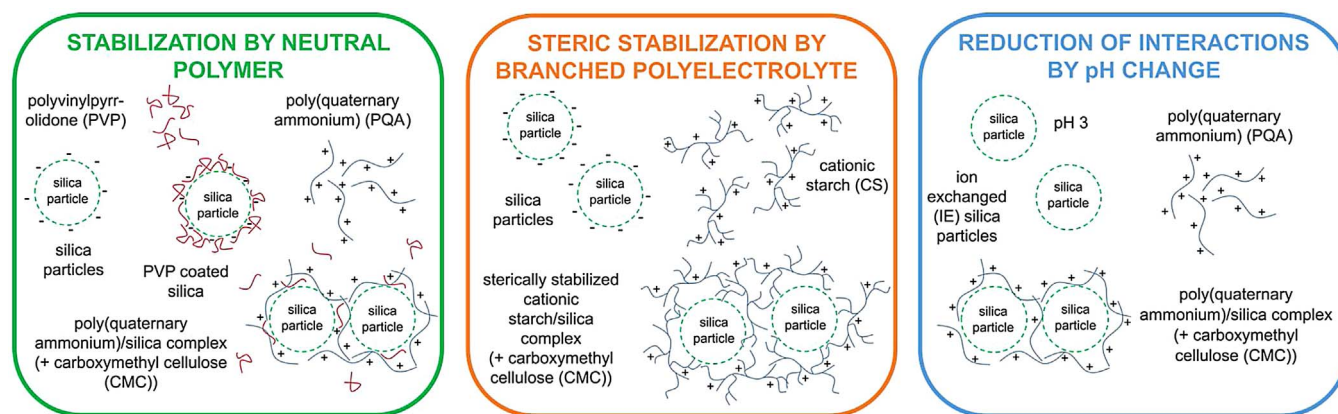 STABILIZATION BY NEUTRAL
POLYMER
polyvinylpyrr-
olidone (PVP)
poly(quaternary
ammonium) (PQA)
silica
particle
silica
particle
silica
particles
PVP coated
silica
silica
particle
silica
particle
poly(quaternary
ammonium)/silica complex
(+ carboxymethyl cellulose
(CMC))
STERIC STABILIZATION BY
BRANCHED POLYELECTROLYTE
silica
particle
silica
particle
silica
particles
cationic
starch (CS)
sterically stabilized
cationic
starch/silica
complex
(+ carboxymethyl
cellulose (CMC))
silica
particle
silica
particle
REDUCTION OF INTERACTIONS
BY pH CHANGE
silica
particle
pH 3
poly(quaternary
ammonium) (PQA)
ion
exchanged
(IE) silica
particles
silica
particle
silica
particle
silica
particle
poly(quaternary
ammonium)/silica complex
(+ carboxymethyl
cellulose (CMC))